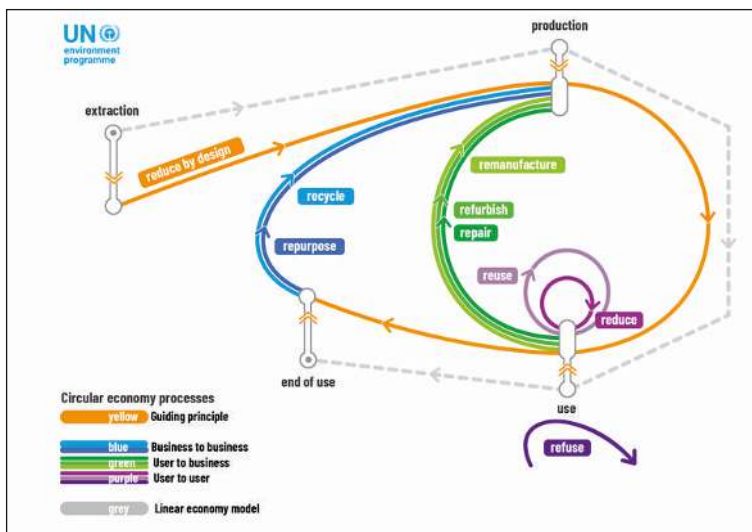 UN
environment
programme
production
extraction
reduce by design
remanufacture
recycle
refurbish
repair
repurpose
reuse
reduce
end of use
use
refuse
Circular economy processes
yellow Guiding principle
blue Business to business
green User to business
purple User to user
grey Linear economy model